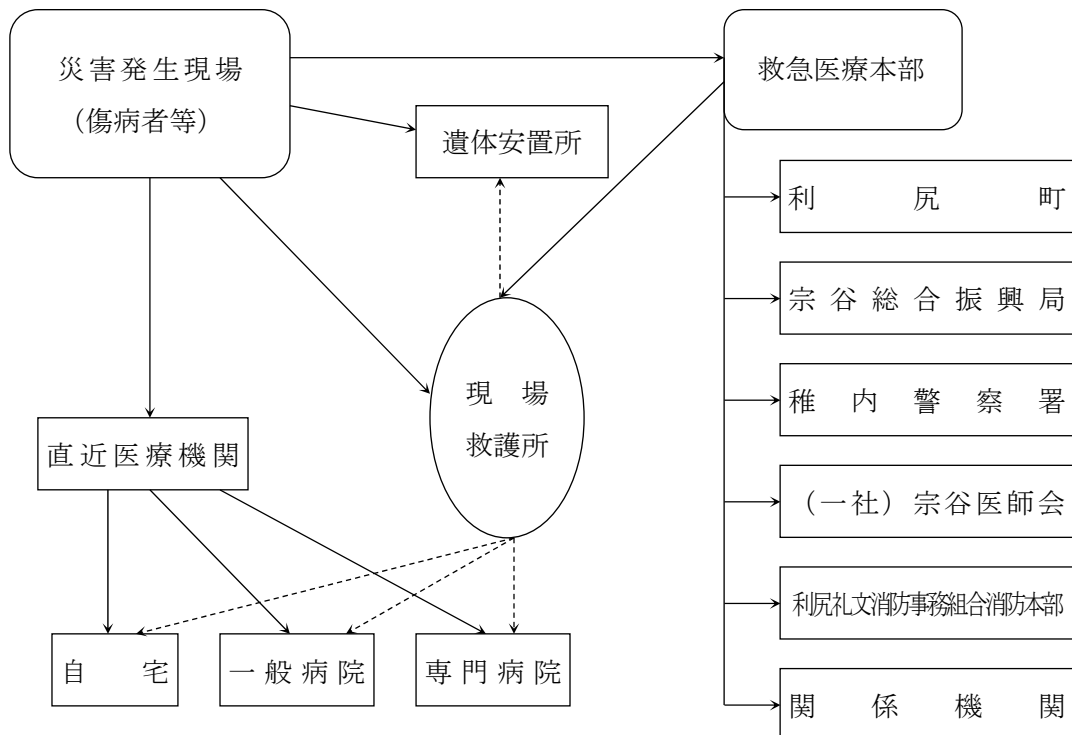 災害発生現場
(傷病者等)
救急医療本部
遺体安置所
利尻町
宗谷総合振興局
現場
救護所
稚内警察署
直近医療機関
(一社)宗谷医師会
利尻礼文消防事務組合消防本部
自宅
一般病院
専門病院
関係機関